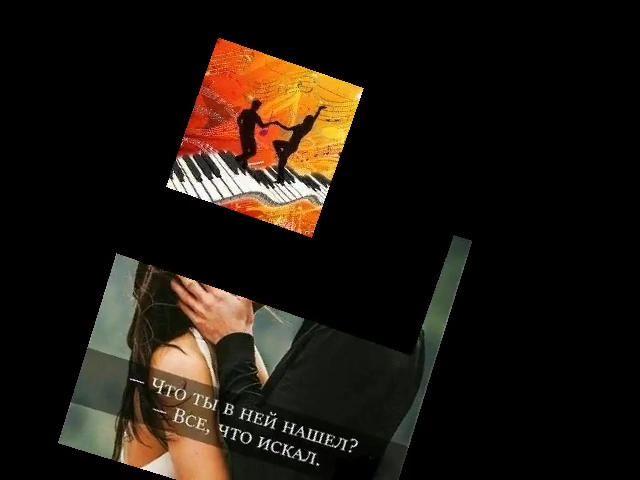 — Что ты в ней нашел?
— Все, что искал.